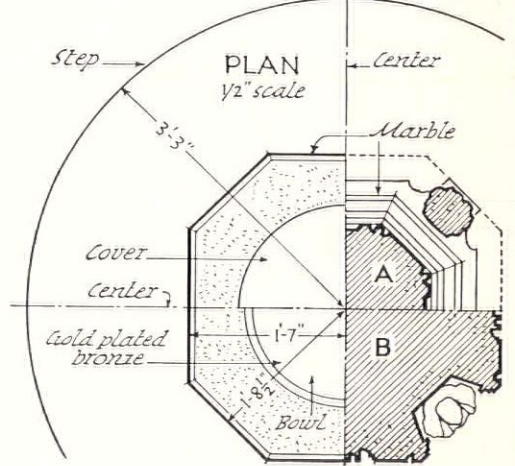 Step
PLAN
½" scale
Center
3'-3"
Marble
Cover
A
Center
1'-7"
Gold plated
bronze
B
1-8½"
Bowl